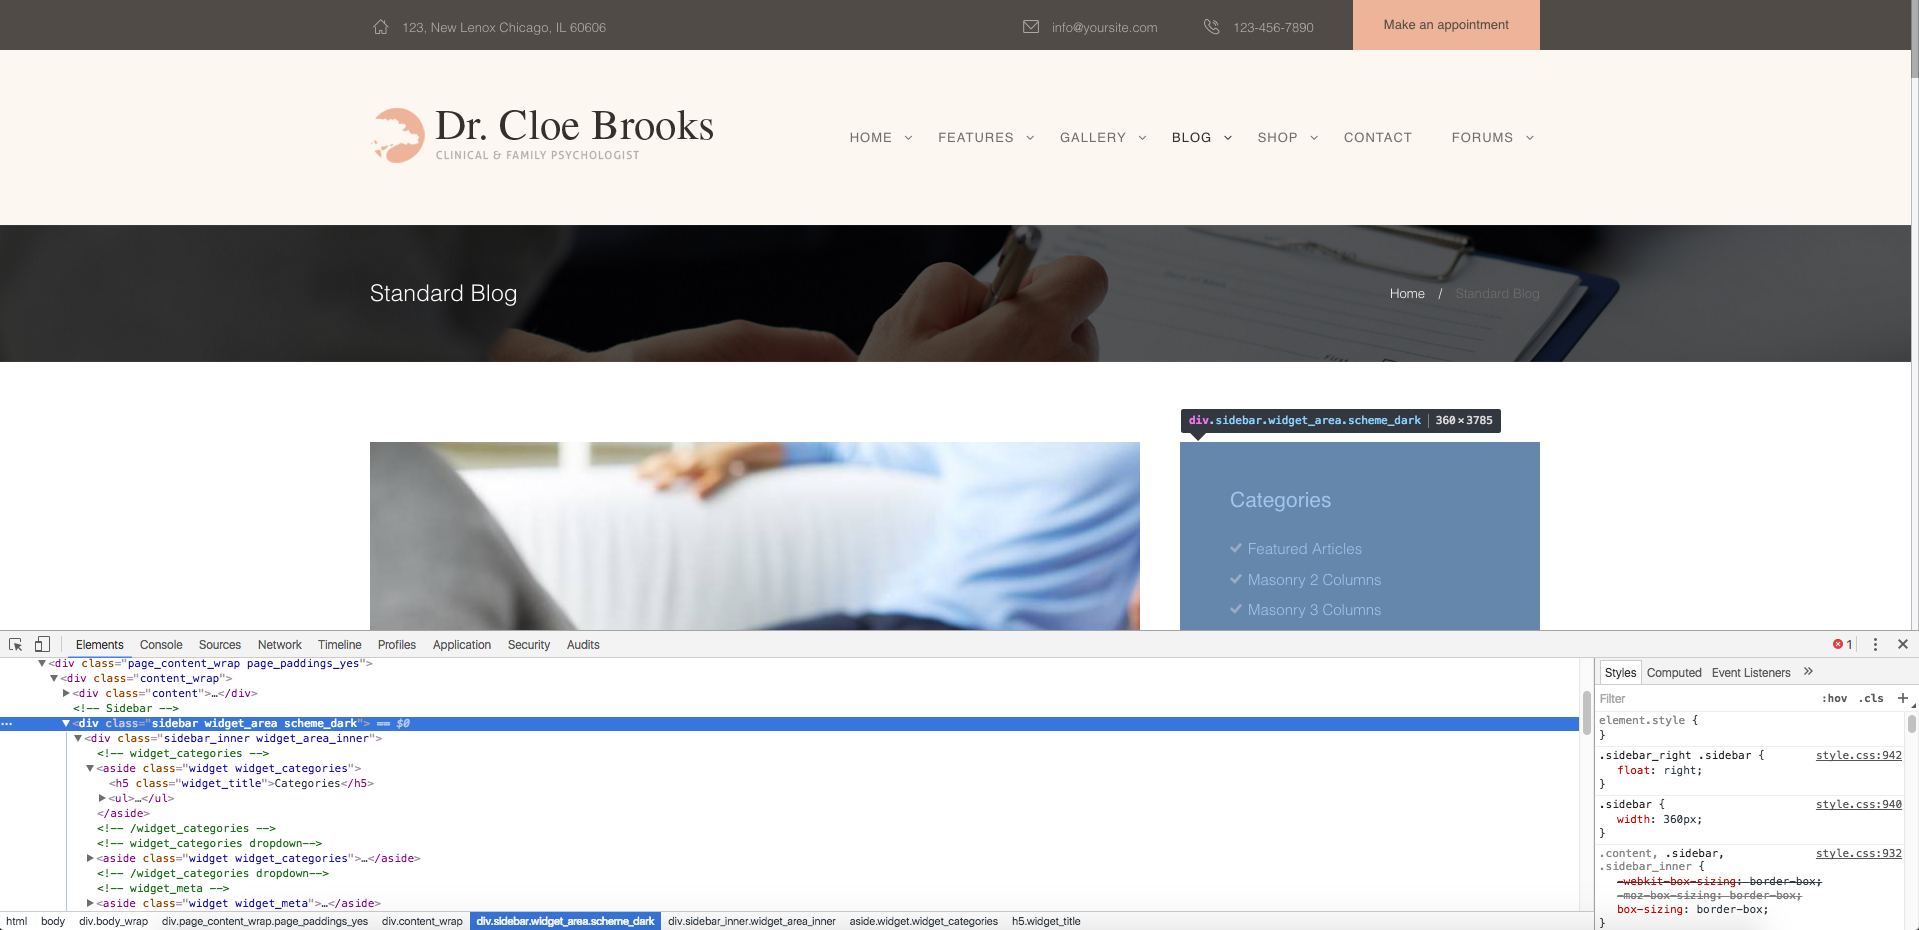 123, New Lenox Chicago, IL 60606
info@yoursite.com
123-456-7890
Make an appointment
Dr. Cloe Brooks
CLINICAL & FAMILY PSYCHOLOGIST
HOME FEATURES GALLERY BLOG SHOP CONTACT FORUMS
Standard Blog
Home / Standard Blog
div.sidebar.widget_area.scheme_dark | 360×3785
Categories
Featured Articles
Masonry 2 Columns
Masonry 3 Columns
Elements Console Sources Network Timeline Profiles Application Security Audits
1
<div class="page_content_wrap page_paddings_yes">
<div class="content_wrap">
<div class="content">…</div>
<!-- Sidebar -->
<div class="sidebar widget_area scheme_dark"> == $0
<div class="sidebar_inner widget_area_inner">
<!-- widget_categories -->
<aside class="widget widget_categories">
<h5 class="widget_title">Categories</h5>
<ul>…</ul>
</aside>
<!-- /widget_categories -->
<!-- widget_categories dropdown-->
<aside class="widget widget_categories">…</aside>
<!-- /widget_categories dropdown-->
<!-- widget_meta -->
<aside class="widget widget_meta">…</aside>
html body div.body_wrap div.page_content_wrap.page_paddings_yes div.content_wrap div.sidebar.widget_area.scheme_dark div.sidebar_inner.widget_area_inner aside.widget.widget_categories h5.widget_title
Styles Computed Event Listeners »
Filter :hov .cls +
element.style {
}
.sidebar_right .sidebar { style.css:942
float: right;
}
.sidebar { style.css:940
width: 360px;
}
.content, .sidebar, style.css:932
.sidebar_inner {
-webkit-box-sizing: border-box;
-moz-box-sizing: border-box;
box-sizing: border-box;
}